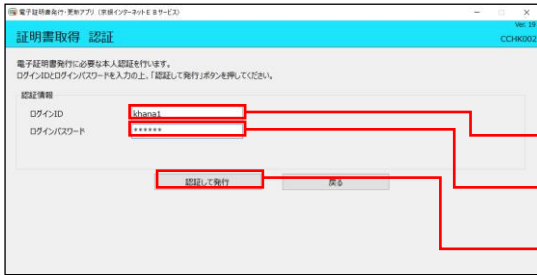 電子証明書発行・更新アプリ (京銀インターネットEBサービス)
Ver. 19
証明書取得 認証
CCHK002
電子証明書発行に必要な本人認証を行います。
ログインIDとログインパスワードを入力の上、「認証して発行」ボタンを押してください。
認証情報
ログインID
khana1
ログインパスワード
******
認証して発行
戻る